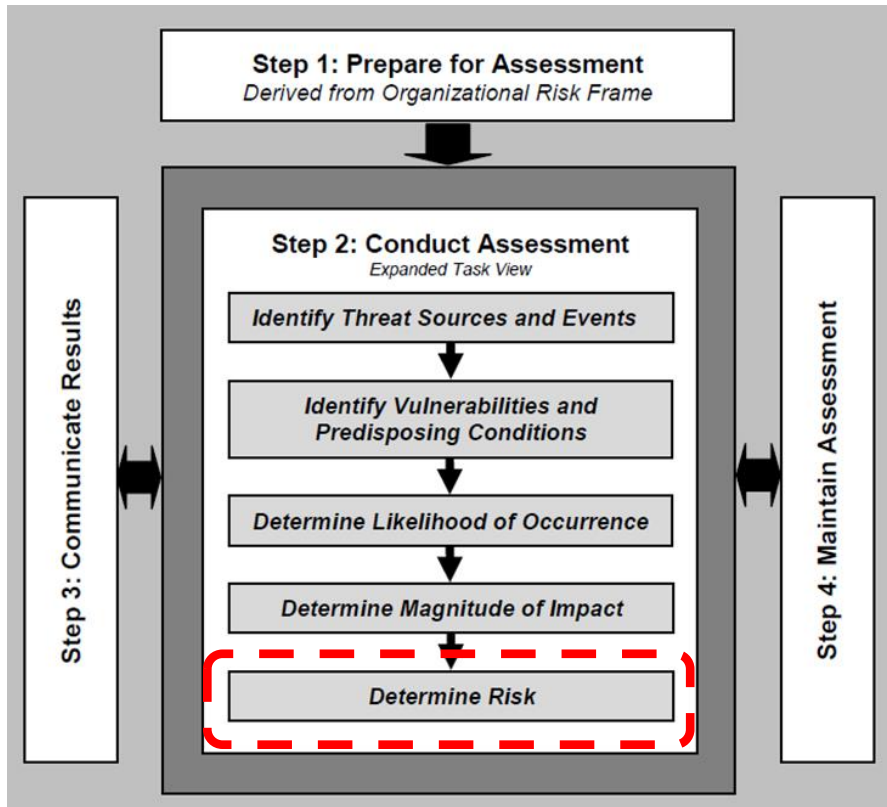 Step 1: Prepare for Assessment
Derived from Organizational Risk Frame
Step 3: Communicate Results
Step 2: Conduct Assessment
Expanded Task View
Identify Threat Sources and Events
Identify Vulnerabilities and
Predisposing Conditions
Determine Likelihood of Occurrence
Determine Magnitude of Impact
Determine Risk
Step 4: Maintain Assessment